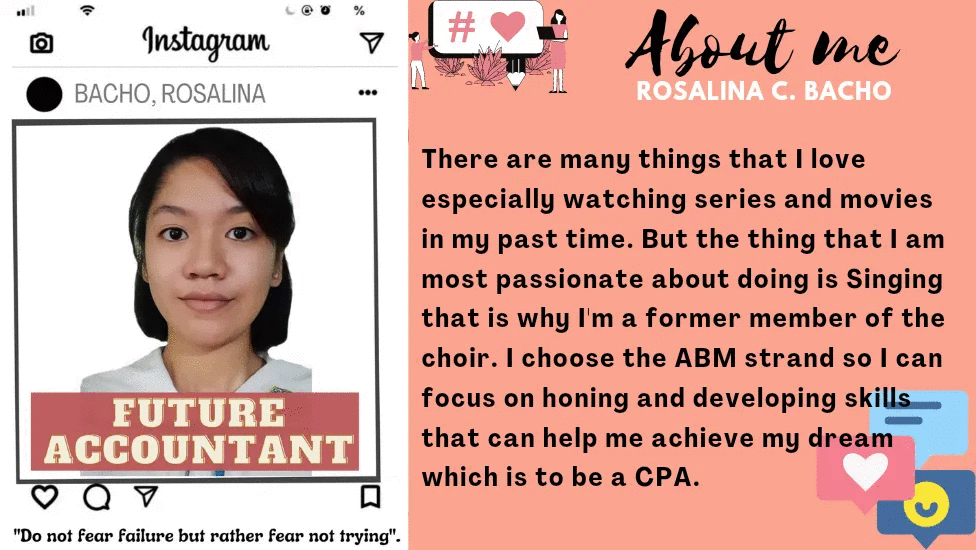 %
Instagram
BACHO, ROSALINA
FUTURE
ACCOUNTANT
"Do not fear failure but rather fear not trying".
#
About me
ROSALINA C. BACHO
There are many things that I love
especially watching series and movies
in my past time. But the thing that I am
most passionate about doing is Singing
that is why I'm a former member of the
choir. I choose the ABM strand so I can
focus on honing and developing skills
that can help me achieve my dream
which is to be a CPA.